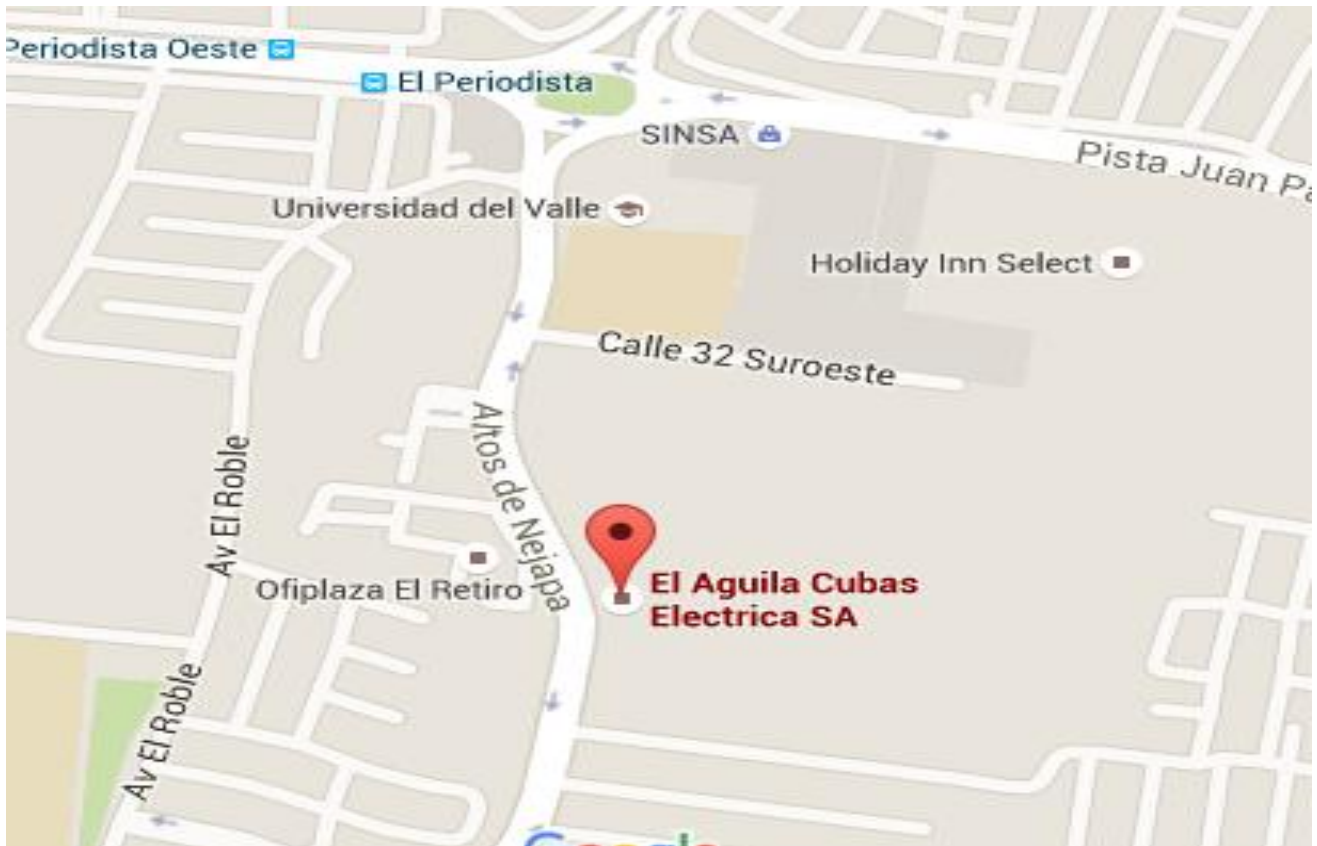 Periodista Oeste
El Periodista
SINSA
Pista Juan Pa
Universidad del Valle
Holiday Inn Select
Calle 32 Suroeste
Altos de Nejapa
Av El Roble
Ofiplaza El Retiro
El Aguila Cubas
Electrica SA
Av El Roble
Google